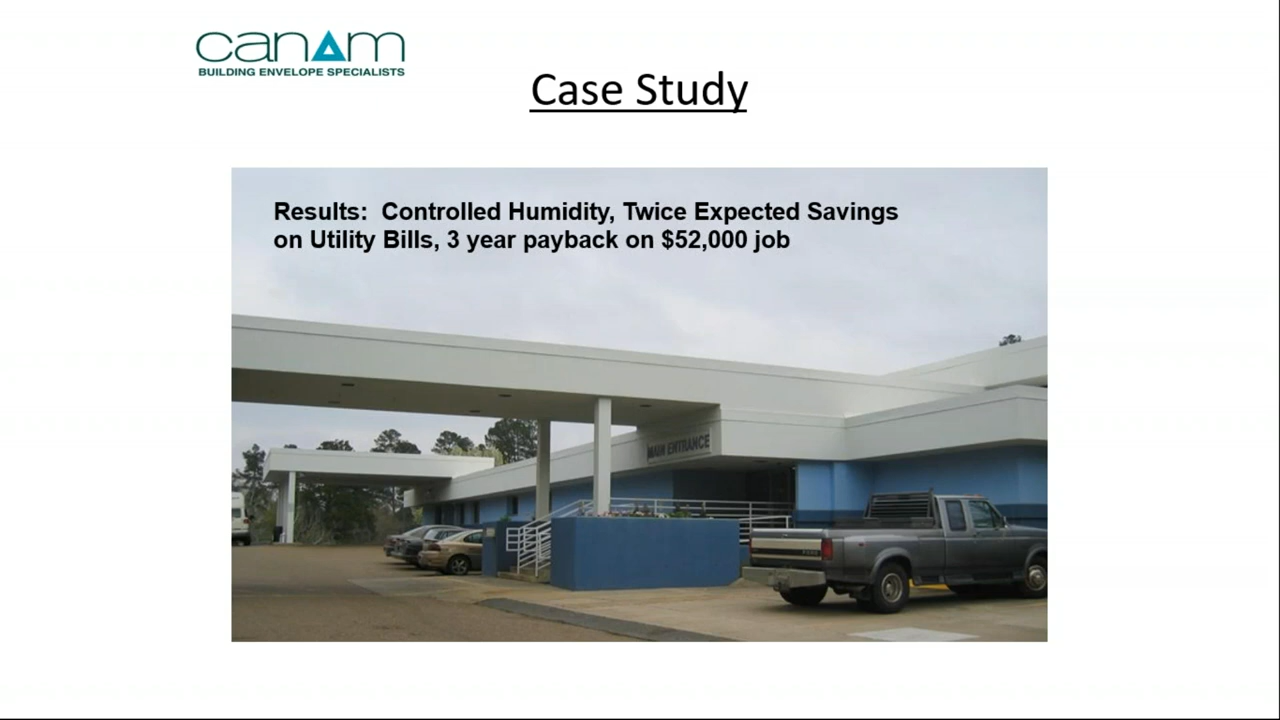 canam
BUILDING ENVELOPE SPECIALISTS
Case Study
Results: Controlled Humidity, Twice Expected Savings
on Utility Bills, 3 year payback on $52,000 job
MAIN ENTRANCE
FORD